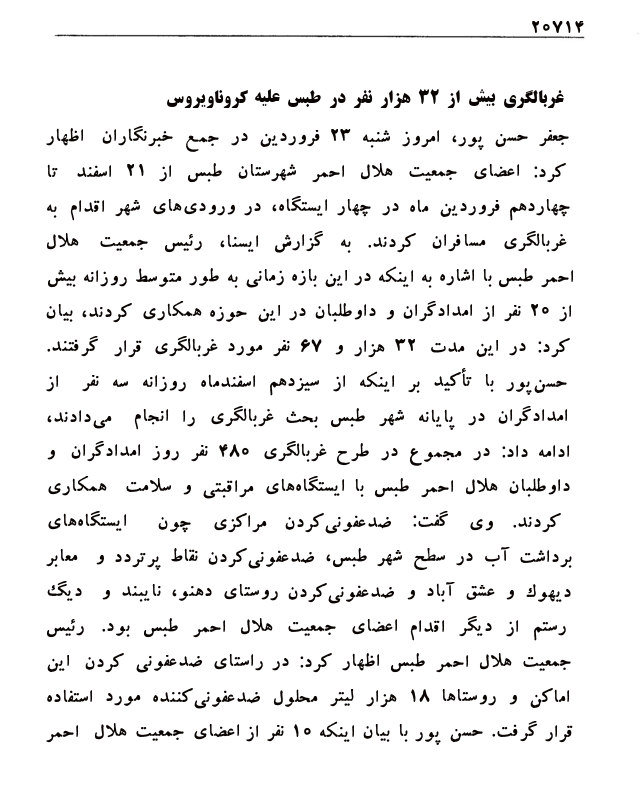 ۲۰۷۱۴
غربالگری بیش از ۳۲ هزار نفر در طبس علیه کروناویروس
جعفر حسن پور، امروز شنبه ۲۳ فروردین در جمع خبرنگاران اظهار
کرد: اعضای جمعیت هلال احمر شهرستان طبس از ۲۱ اسفند تا
چهاردهم فروردین ماه در چهار ایستگاه، در ورودی‌های شهر اقدام به
غربالگری مسافران کردند. به گزارش ایسنا، رئیس جمعیت هلال
احمر طبس با اشاره به اینکه در این بازه زمانی به طور متوسط روزانه بیش
از ۲۰ نفر از امدادگران و داوطلبان در این حوزه همکاری کردند، بیان
کرد: در این مدت ۳۲ هزار و ۶۷ نفر مورد غربالگری قرار گرفتند.
حسن‌پور با تأکید بر اینکه از سیزدهم اسفندماه روزانه سه نفر از
امدادگران در پایانه شهر طبس بحث غربالگری را انجام می‌دادند،
ادامه داد: در مجموع در طرح غربالگری ۴۸۰ نفر روز امدادگران و
داوطلبان هلال احمر طبس با ایستگاه‌های مراقبتی و سلامت همکاری
کردند. وی گفت: ضدعفونی‌کردن مراکزی چون ایستگاه‌های
برداشت آب در سطح شهر طبس، ضدعفونی‌کردن نقاط پرتردد و معابر
دیهوک و عشق آباد و ضدعفونی‌کردن روستای دهنو، نایبند و دیگ
رستم از دیگر اقدام اعضای جمعیت هلال احمر طبس بود. رئیس
جمعیت هلال احمر طبس اظهار کرد: در راستای ضدعفونی کردن این
اماکن و روستاها ۱۸ هزار لیتر محلول ضدعفونی‌کننده مورد استفاده
قرار گرفت. حسن پور با بیان اینکه ۱۰ نفر از اعضای جمعیت هلال احمر